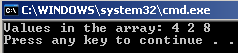 C:\WINDOWS\system32\cmd.exe
Values in the array: 4 2 8
Press any key to continue . .